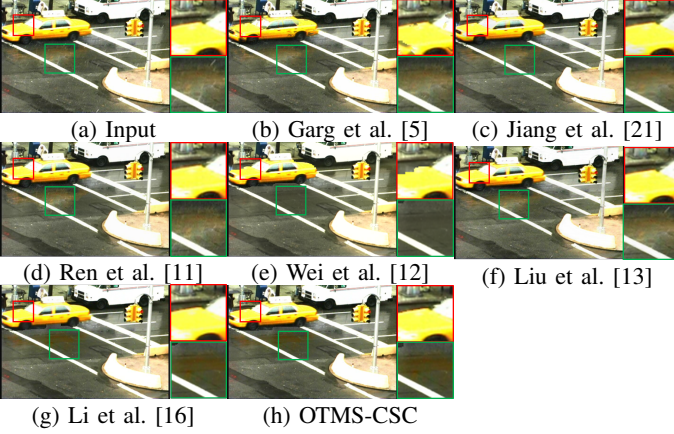 (a) Input
(b) Garg et al. [5]
(c) Jiang et al. [21]
(d) Ren et al. [11]
(e) Wei et al. [12]
(f) Liu et al. [13]
(g) Li et al. [16]
(h) OTMS-CSC